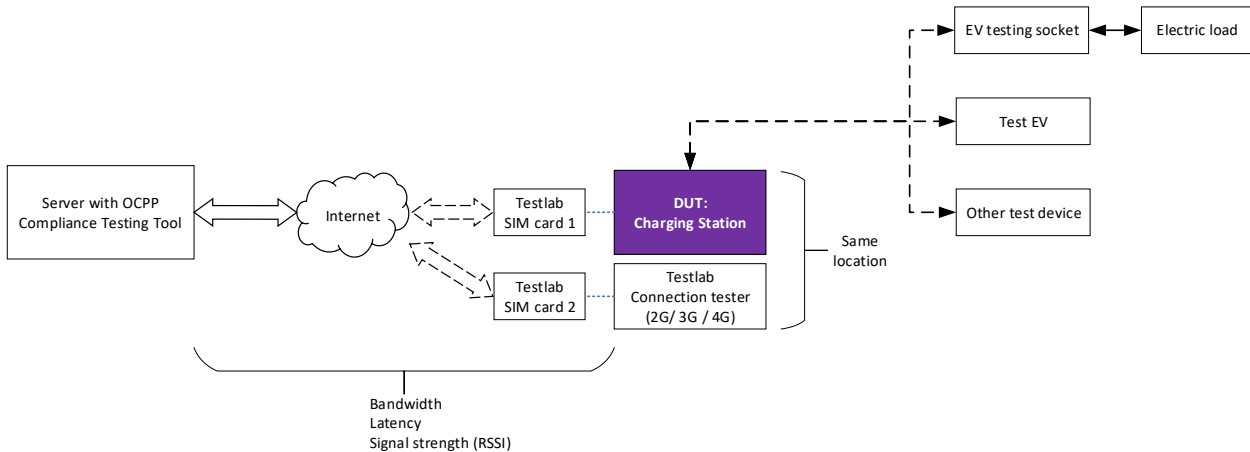 EV testing socket
Electric load
Test EV
Other test device
Server with OCPP
Compliance Testing Tool
Internet
Testlab
SIM card 1
DUT:
Charging Station
Same
location
Testlab
SIM card 2
Testlab
Connection tester
(2G/ 3G / 4G)
Bandwidth
Latency
Signal strength (RSSI)